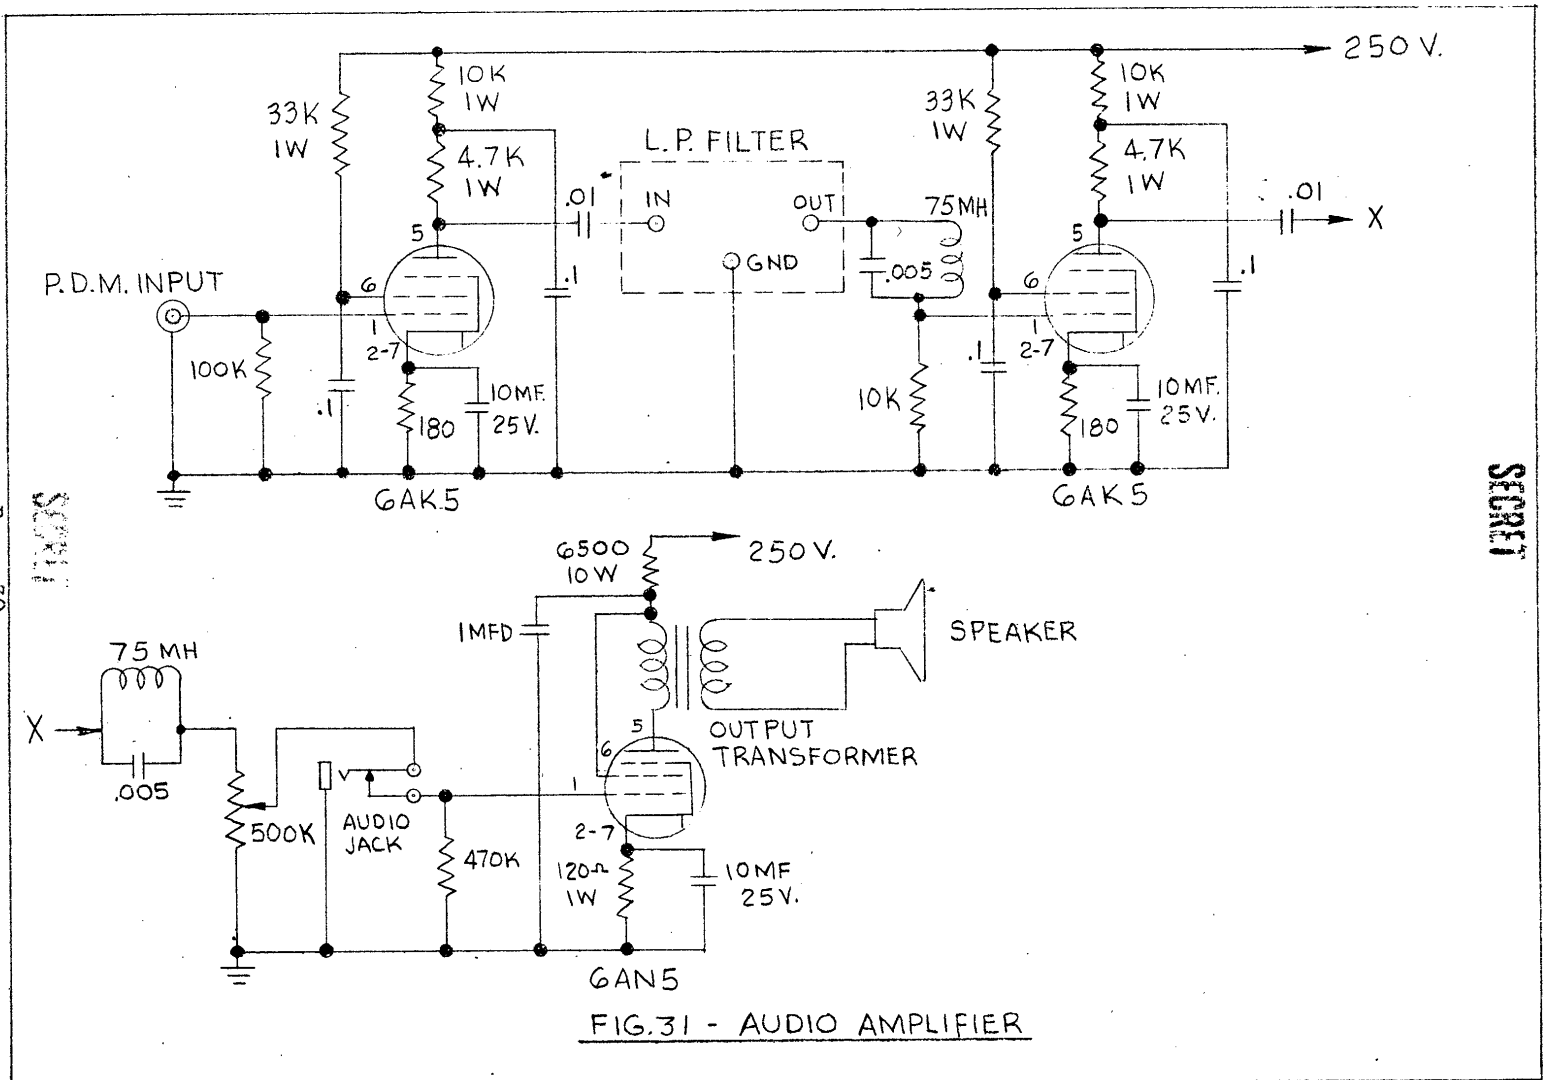 250 V.
10K
1W
33K
1W
4.7K
1W
L.P. FILTER
.01
IN
OUT
GND
5
6
1
2-7
P.D.M. INPUT
100K
.1
180
10MF.
25V.
.1
6AK5
75MH
.005
10K
33K
1W
10K
1W
4.7K
1W
.01
X
5
6
1
2-7
.1
.1
180
10MF.
25V.
6AK5
SECRET
SECRET
6500
10W
250V.
1MFD
SPEAKER
OUTPUT
TRANSFORMER
75 MH
X
.005
500K
AUDIO
JACK
470K
5
6
1
2-7
120Ω
1W
10MF
25V.
6AN5
FIG.31 - AUDIO AMPLIFIER